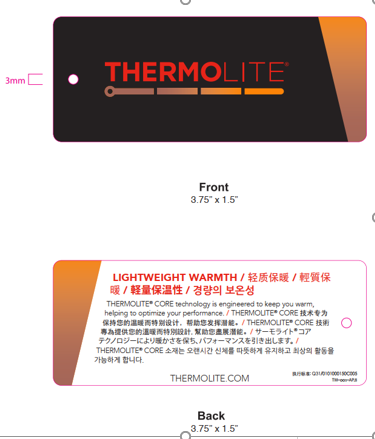 THERMOLITE®
3mm
Front
3.75" x 1.5"
LIGHTWEIGHT WARMTH / 轻质保暖 / 輕質保
暖 / 軽量保温性 / 경량의 보온성
THERMOLITE® CORE technology is engineered to keep you warm,
helping to optimize your performance. / THERMOLITE® CORE 技术专为
保持您的温暖而特别设计，帮助您发挥潜能。/ THERMOLITE® CORE 技術
專為提供您的溫暖而特別設計, 幫助您盡展潛能。/ サーモライト®コア
テクノロジーにより暖かさを保ち、パフォーマンスを引き出します。/
THERMOLITE® CORE 소재는 오랜시간 신체를 따뜻하게 유지하고 최상의 활동을
가능하게 합니다.
THERMOLITE.COM
执行标准: Q31/0101000190C005
Back
3.75" x 1.5"